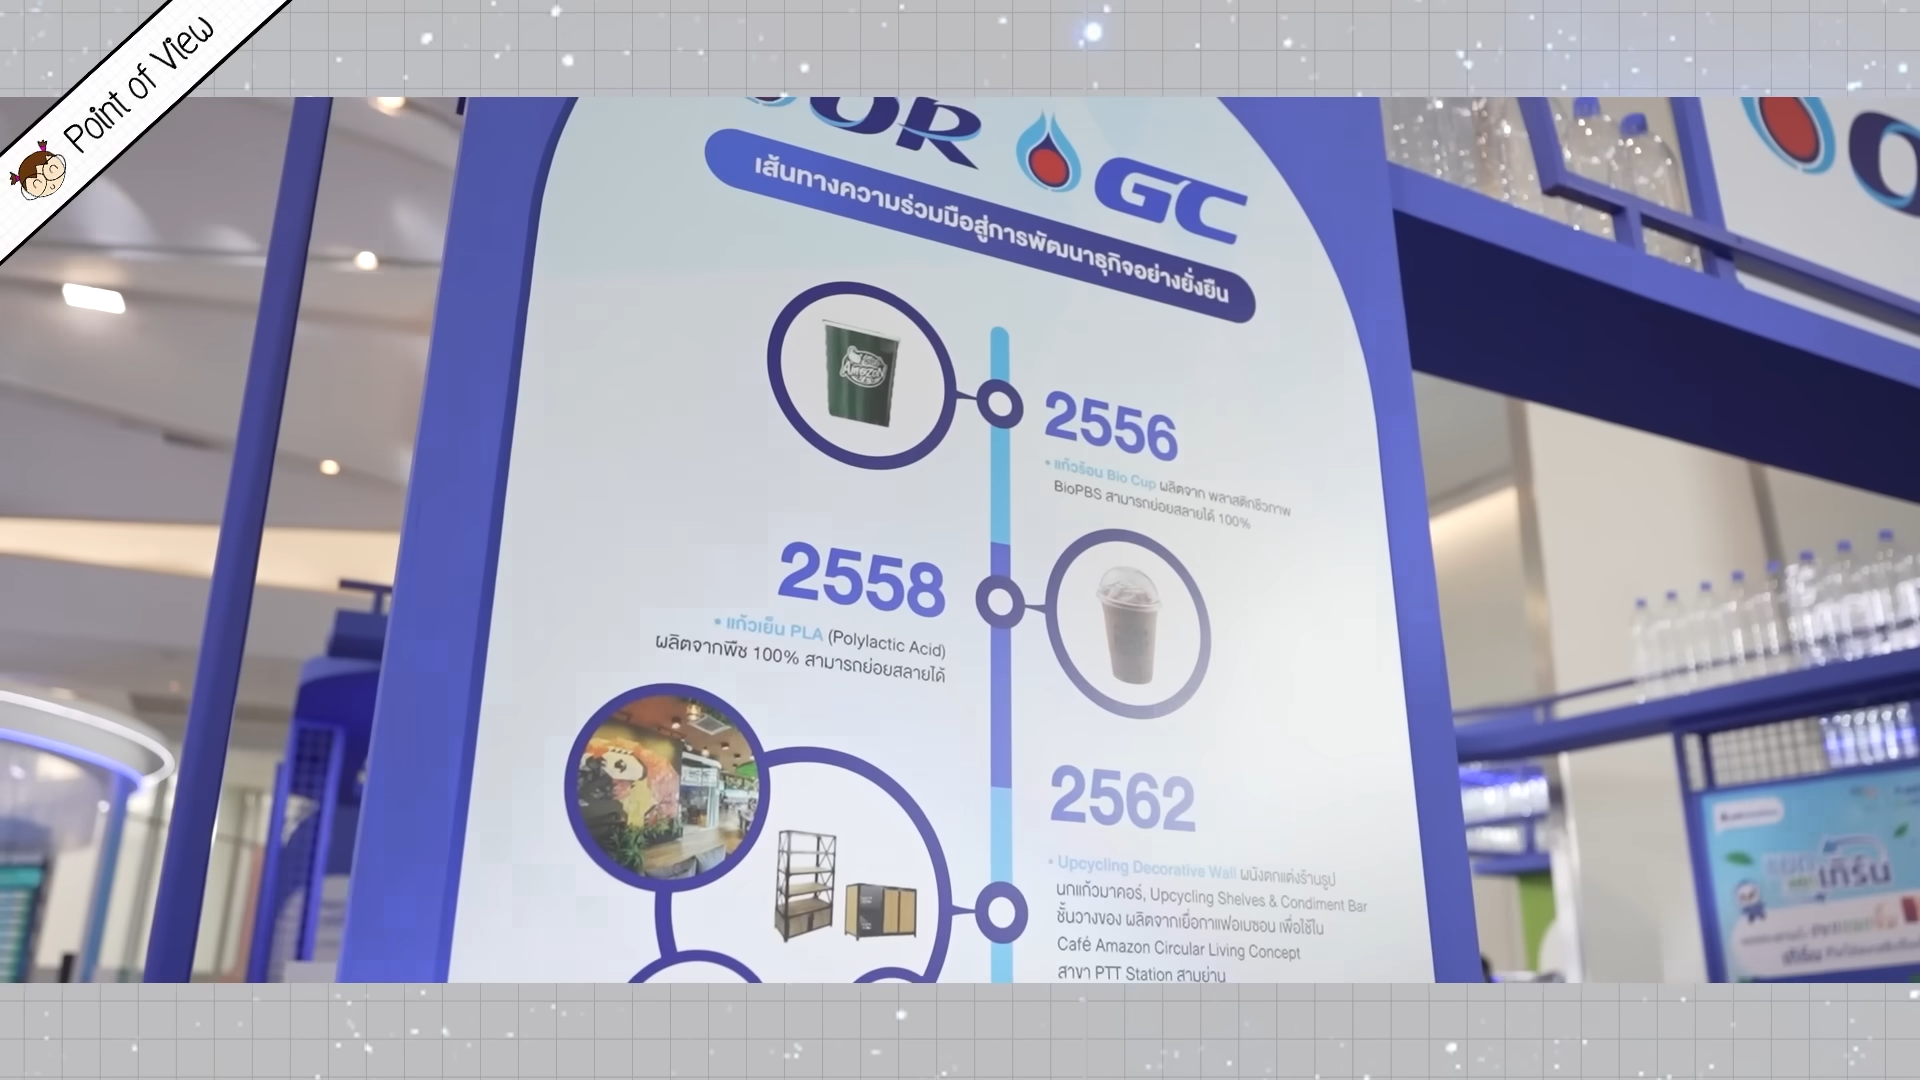 Point of View
OR
GC
เส้นทางความร่วมมือสู่การพัฒนาธุกิจอย่างยั่งยืน
Amazon
2556
• แก้วร้อน Bio Cup ผลิตจาก พลาสติกชีวภาพ
BioPBS สามารถย่อยสลายได้ 100%
2558
• แก้วเย็น PLA (Polylactic Acid)
ผลิตจากพืช 100% สามารถย่อยสลายได้
2562
• Upcycling Decorative Wall ผนังตกแต่งร้านรูป
นกแก้วมาคอร์, Upcycling Shelves & Condiment Bar
ชั้นวางของ ผลิตจากเยื่อกาแฟอเมซอน เพื่อใช้ใน
Café Amazon Circular Living Concept
สาขา PTT Station สามย่าน